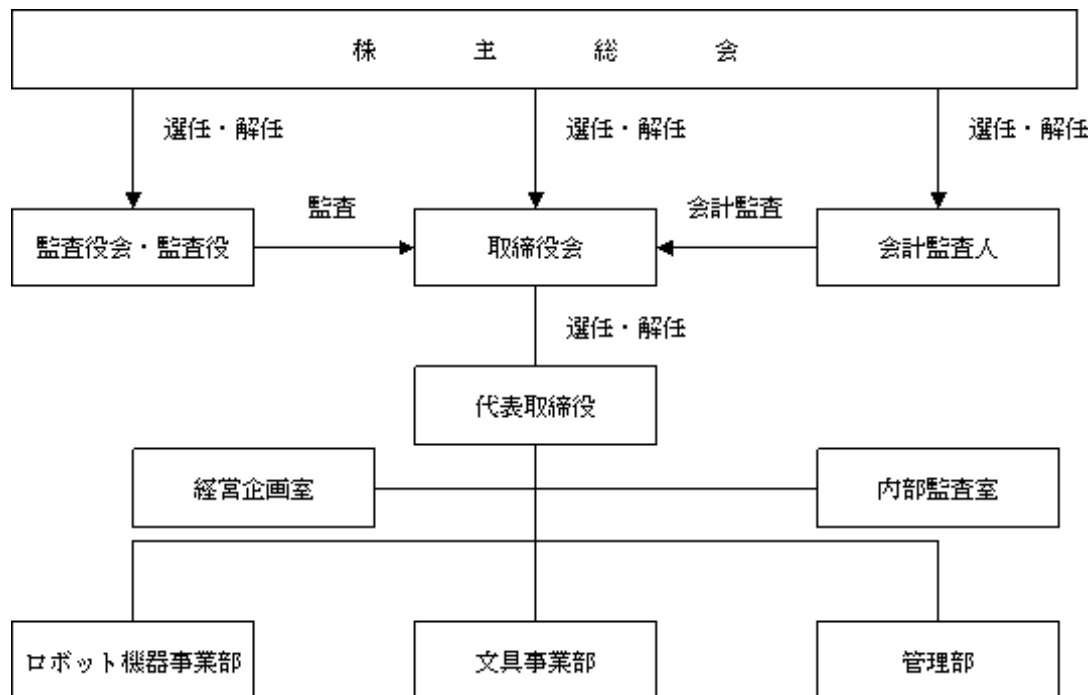 株主総会
選任・解任
選任・解任
選任・解任
監査
会計監査
監査役会・監査役
取締役会
会計監査人
選任・解任
代表取締役
経営企画室
内部監査室
ロボット機器事業部
文具事業部
管理部